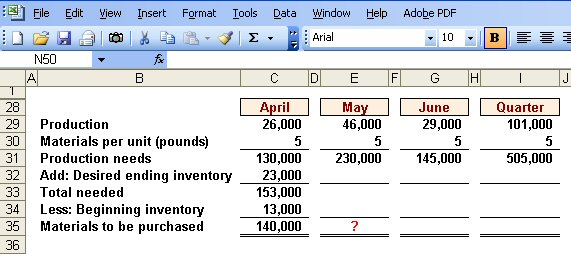 File Edit View Insert Format Tools Data Window Help Adobe PDF
Σ Arial 10 B
N50 fx
A B C D E F G H I J
1
28 April May June Quarter
29 Production 26,000 46,000 29,000 101,000
30 Materials per unit (pounds) 5 5 5 5
31 Production needs 130,000 230,000 145,000 505,000
32 Add: Desired ending inventory 23,000
33 Total needed 153,000
34 Less: Beginning inventory 13,000
35 Materials to be purchased 140,000 ?
36